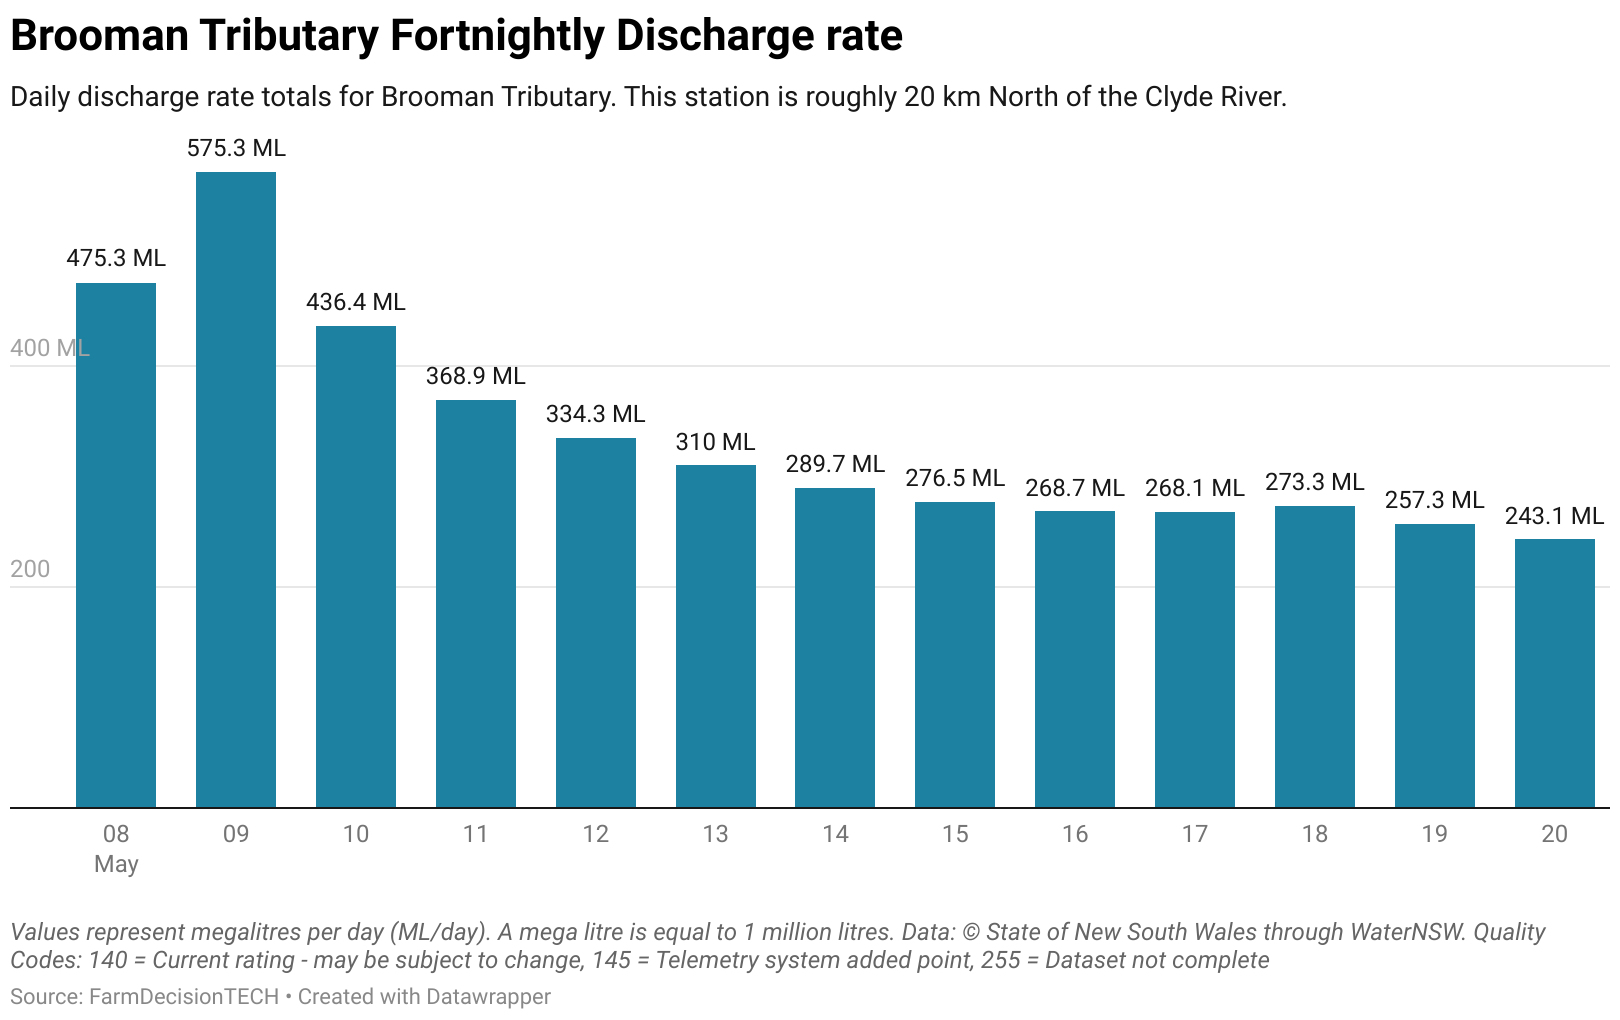 Brooman Tributary Fortnightly Discharge rate
Daily discharge rate totals for Brooman Tributary. This station is roughly 20 km North of the Clyde River.
575.3 ML
475.3 ML
436.4 ML
400 ML
368.9 ML
334.3 ML
310 ML
289.7 ML
276.5 ML
268.7 ML
268.1 ML
273.3 ML
257.3 ML
243.1 ML
200
08 09 10 11 12 13 14 15 16 17 18 19 20
May
Values represent megalitres per day (ML/day). A mega litre is equal to 1 million litres. Data: © State of New South Wales through WaterNSW. Quality
Codes: 140 = Current rating - may be subject to change, 145 = Telemetry system added point, 255 = Dataset not complete
Source: FarmDecisionTECH • Created with Datawrapper